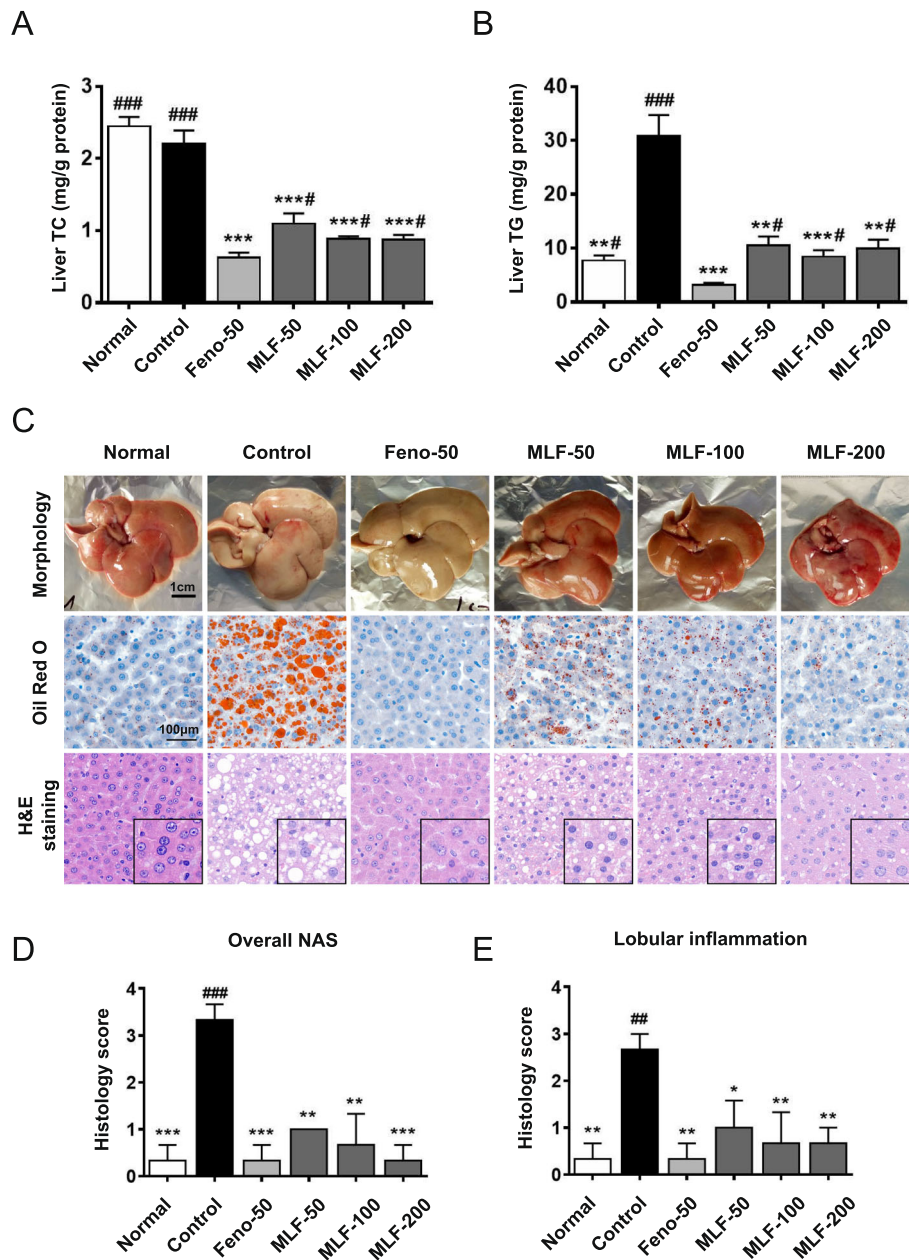 A
B
Liver TC (mg/g protein)
3
2
1
0
###
###
***
***#
***#
***#
Normal
Control
Feno-50
MLF-50
MLF-100
MLF-200
Liver TG (mg/g protein)
40
30
20
10
0
**#
###
***
**#
***#
**#
Normal
Control
Feno-50
MLF-50
MLF-100
MLF-200
C
Normal Control Feno-50 MLF-50 MLF-100 MLF-200
Morphology
1cm
Oil Red O
100µm
H&E
staining
D
Overall NAS
Histology score
4
3
2
1
0
***
###
***
**
**
***
Normal
Control
Feno-50
MLF-50
MLF-100
MLF-200
E
Lobular inflammation
Histology score
4
3
2
1
0
**
##
**
*
**
**
Normal
Control
Feno-50
MLF-50
MLF-100
MLF-200